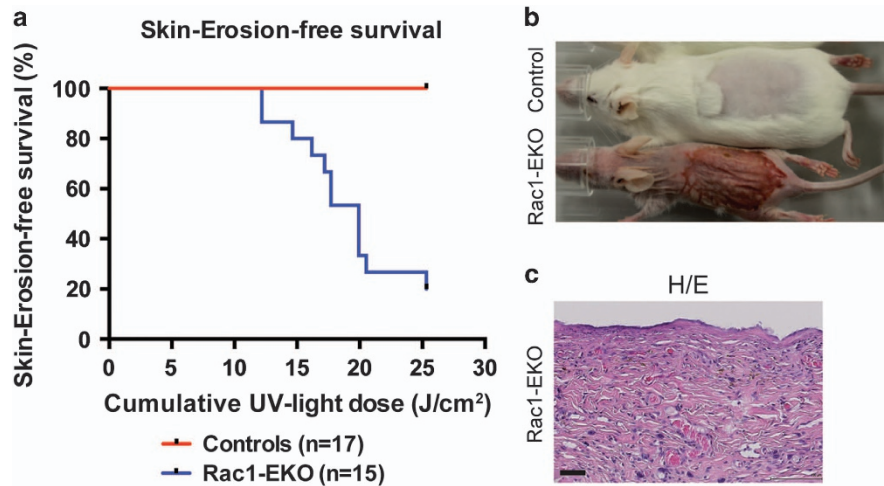 a
Skin-Erosion-free survival
Skin-Erosion-free survival (%)
100
80
60
40
20
0
0 5 10 15 20 25 30
Cumulative UV-light dose (J/cm²)
Controls (n=17)
Rac1-EKO (n=15)
b
Control
Rac1-EKO
c
H/E
Rac1-EKO